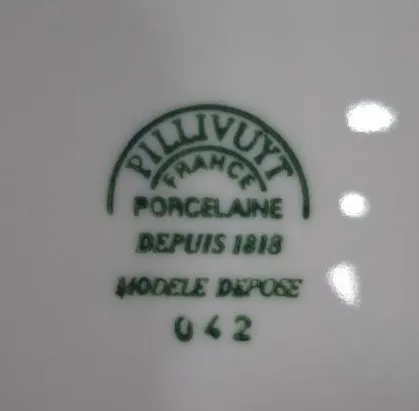 PILLIVUYT
FRANCE
PORCELAINE
DEPUIS 1818
MODELE DEPOSE
042